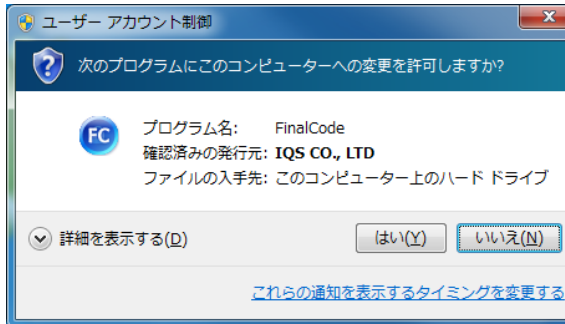 ユーザー アカウント制御
次のプログラムにこのコンピューターへの変更を許可しますか?
FC
プログラム名: FinalCode
確認済みの発行元: IQS CO., LTD
ファイルの入手先: このコンピューター上のハード ドライブ
詳細を表示する(D) はい(Y) いいえ(N)
これらの通知を表示するタイミングを変更する